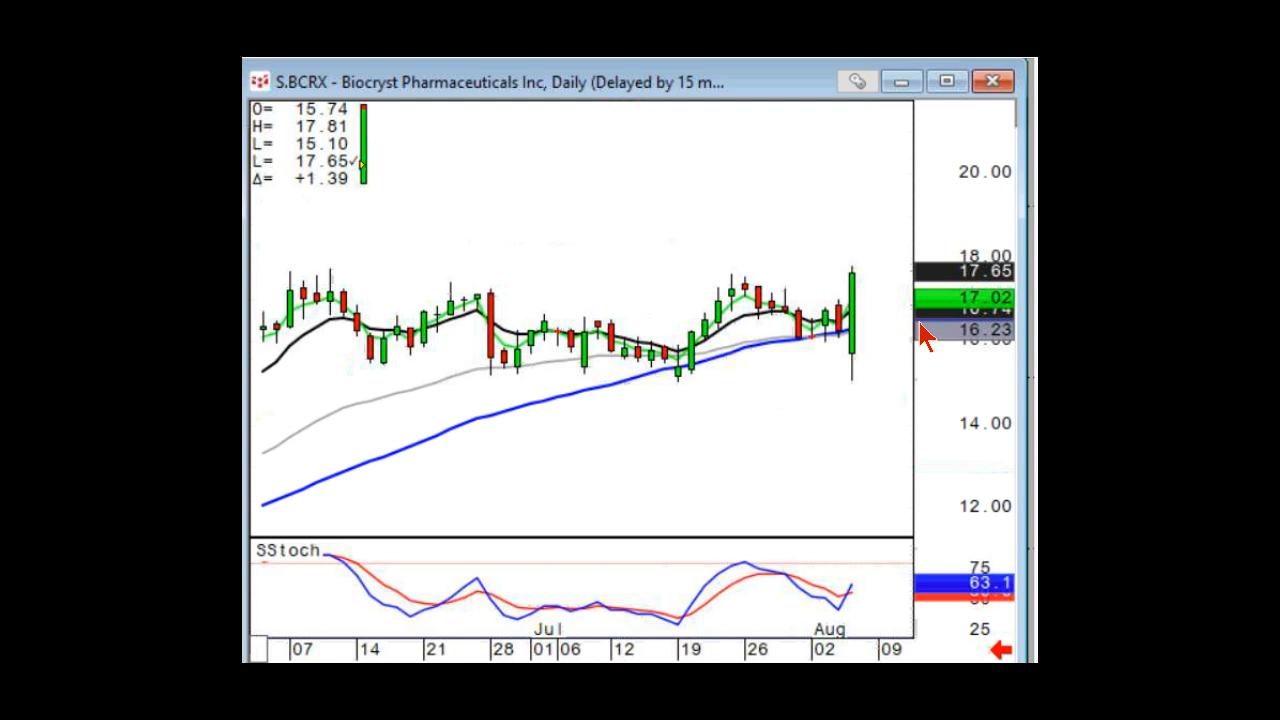 S.BCRX - Biocryst Pharmaceuticals Inc, Daily (Delayed by 15 m...
O= 15.74
H= 17.81
L= 15.10
L= 17.65✓
Δ= +1.39
20.00
18.00
17.65
17.02
16.74
16.23
14.00
12.00
SStoch
75
63.1
25
Jul Aug
07 14 21 28 01 06 12 19 26 02 09